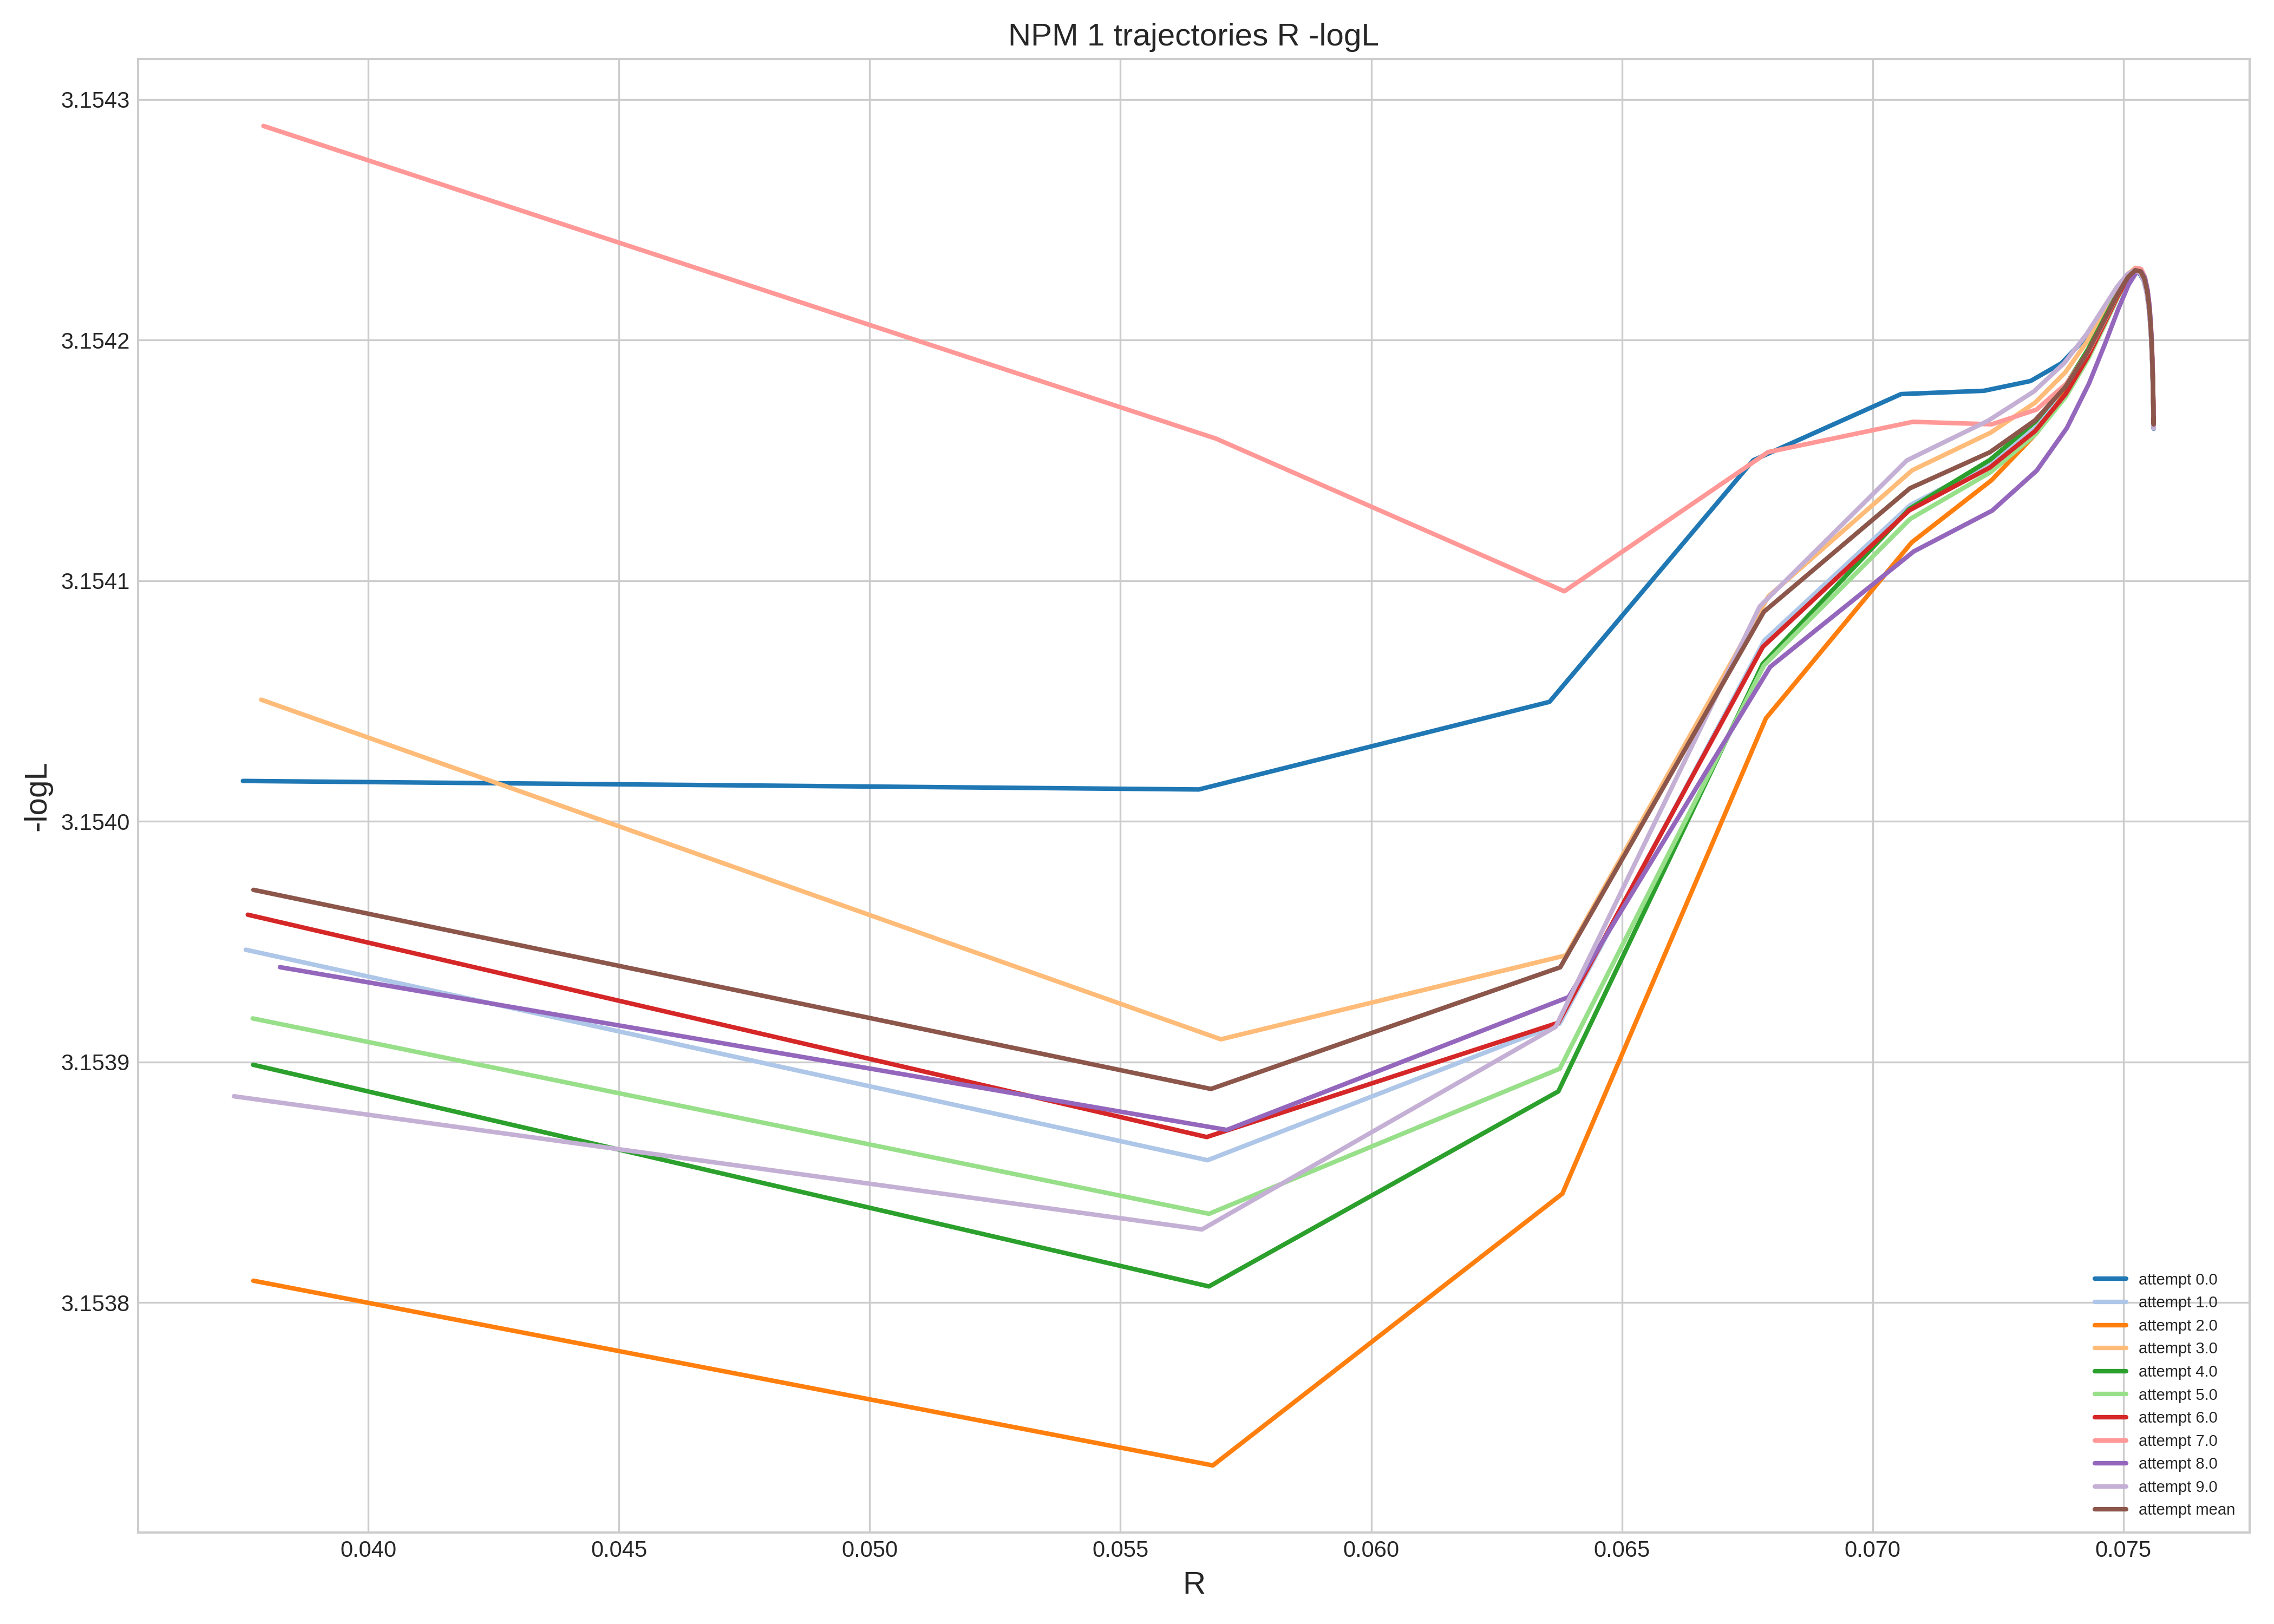 NPM 1 trajectories R -logL
3.1543
3.1542
3.1541
3.1540
3.1539
3.1538
-logL
0.040
0.045
0.050
0.055
0.060
0.065
0.070
0.075
R
attempt 0.0
attempt 1.0
attempt 2.0
attempt 3.0
attempt 4.0
attempt 5.0
attempt 6.0
attempt 7.0
attempt 8.0
attempt 9.0
attempt mean